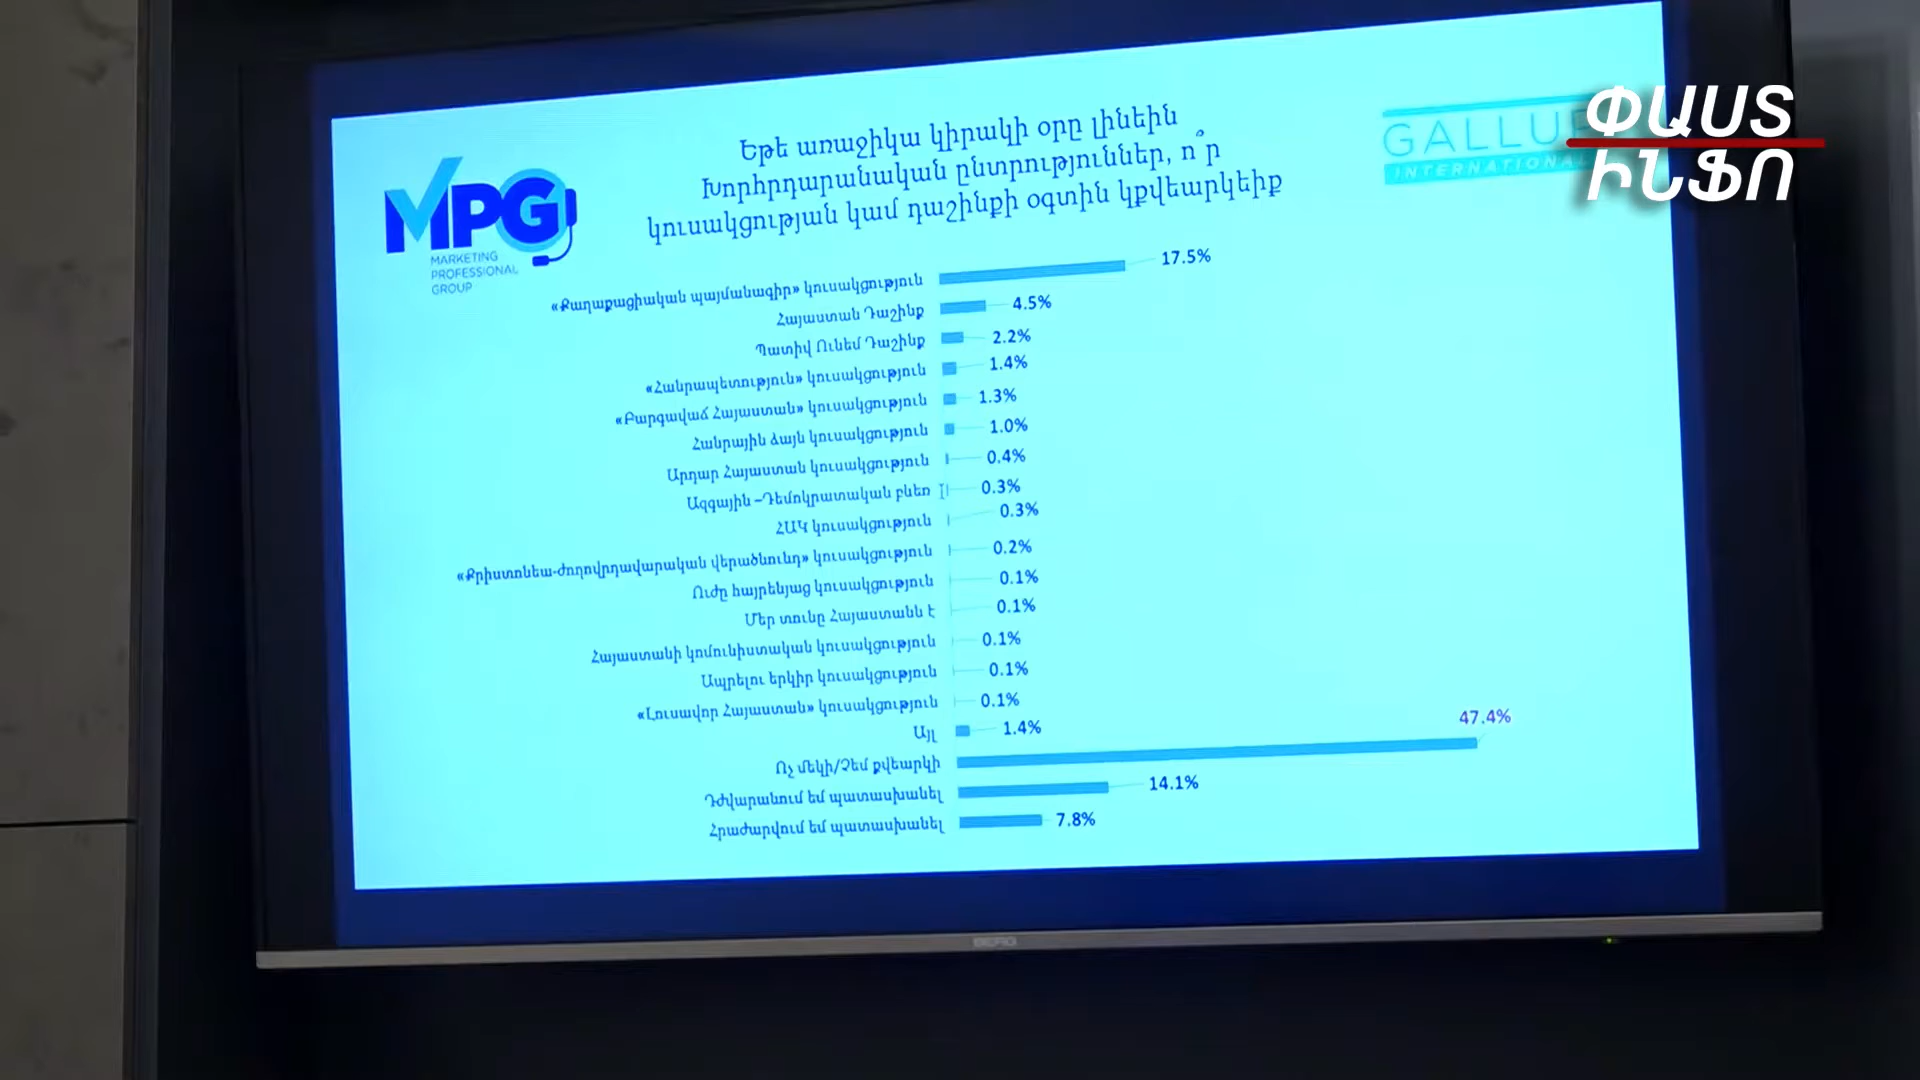 Եթե առաջիկա կիրակի օրը լինեին
Խորհրդարանական ընտրություններ, ո՞ր
կուսակցության կամ դաշինքի օգտին կքվեարկեիք
GALLUP
INTERNATIONAL
ՓԱՍՏ
ԻՆՖՈ
MPG
MARKETING
PROFESSIONAL
GROUP
«Քաղաքացիական պայմանագիր» կուսակցություն 17.5%
Հայաստան Դաշինք 4.5%
Պատիվ Ունեմ Դաշինք 2.2%
«Հանրապետություն» կուսակցություն 1.4%
«Բարգավաճ Հայաստան» կուսակցություն 1.3%
Հանրային ձայն կուսակցություն 1.0%
Արդար Հայաստան կուսակցություն 0.4%
Ազգային –Դեմոկրատական բևեռ 0.3%
ՀԱԿ կուսակցություն 0.3%
«Քրիստոնեա-ժողովրդավարական վերածնունդ» կուսակցություն 0.2%
Ուժը հայրենյաց կուսակցություն 0.1%
Մեր տունը Հայաստանն է 0.1%
Հայաստանի կոմունիստական կուսակցություն 0.1%
Ապրելու երկիր կուսակցություն 0.1%
«Լուսավոր Հայաստան» կուսակցություն 0.1%
Այլ 1.4%
Ոչ մեկի/Չեմ քվեարկի 47.4%
Դժվարանում եմ պատասխանել 14.1%
Հրաժարվում եմ պատասխանել 7.8%